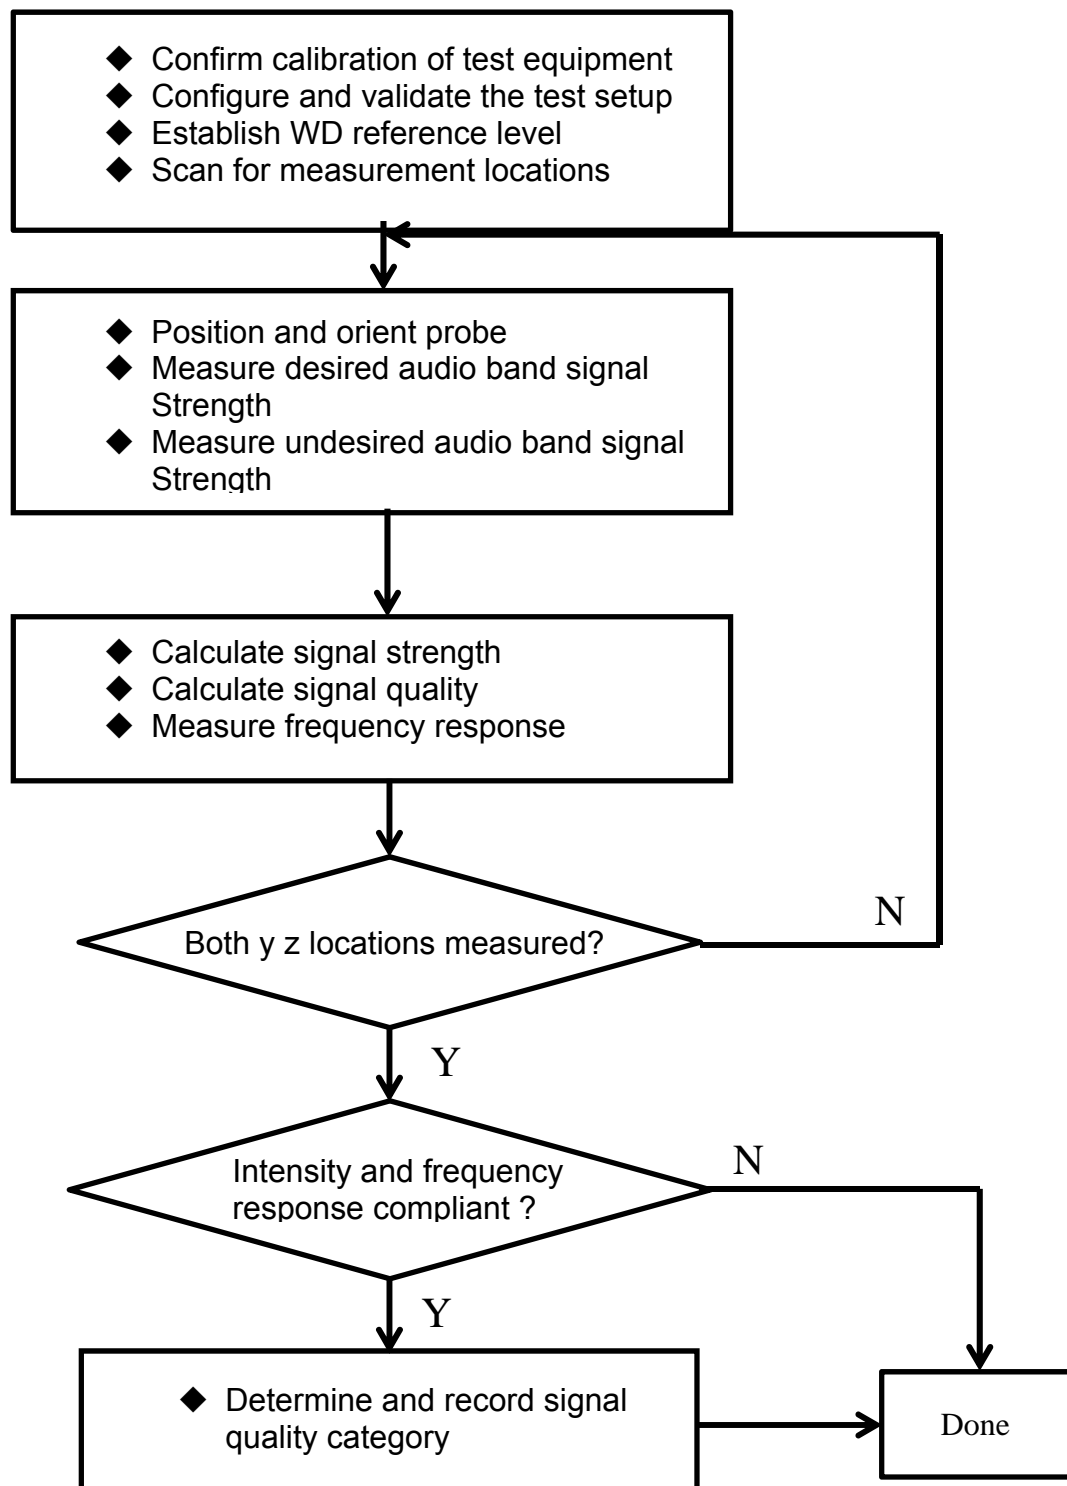 ◆ Confirm calibration of test equipment
◆ Configure and validate the test setup
◆ Establish WD reference level
◆ Scan for measurement locations
◆ Position and orient probe
◆ Measure desired audio band signal
Strength
◆ Measure undesired audio band signal
Strength
◆ Calculate signal strength
◆ Calculate signal quality
◆ Measure frequency response
Both y z locations measured?
N
Y
Intensity and frequency
response compliant ?
N
Y
◆ Determine and record signal
quality category
Done